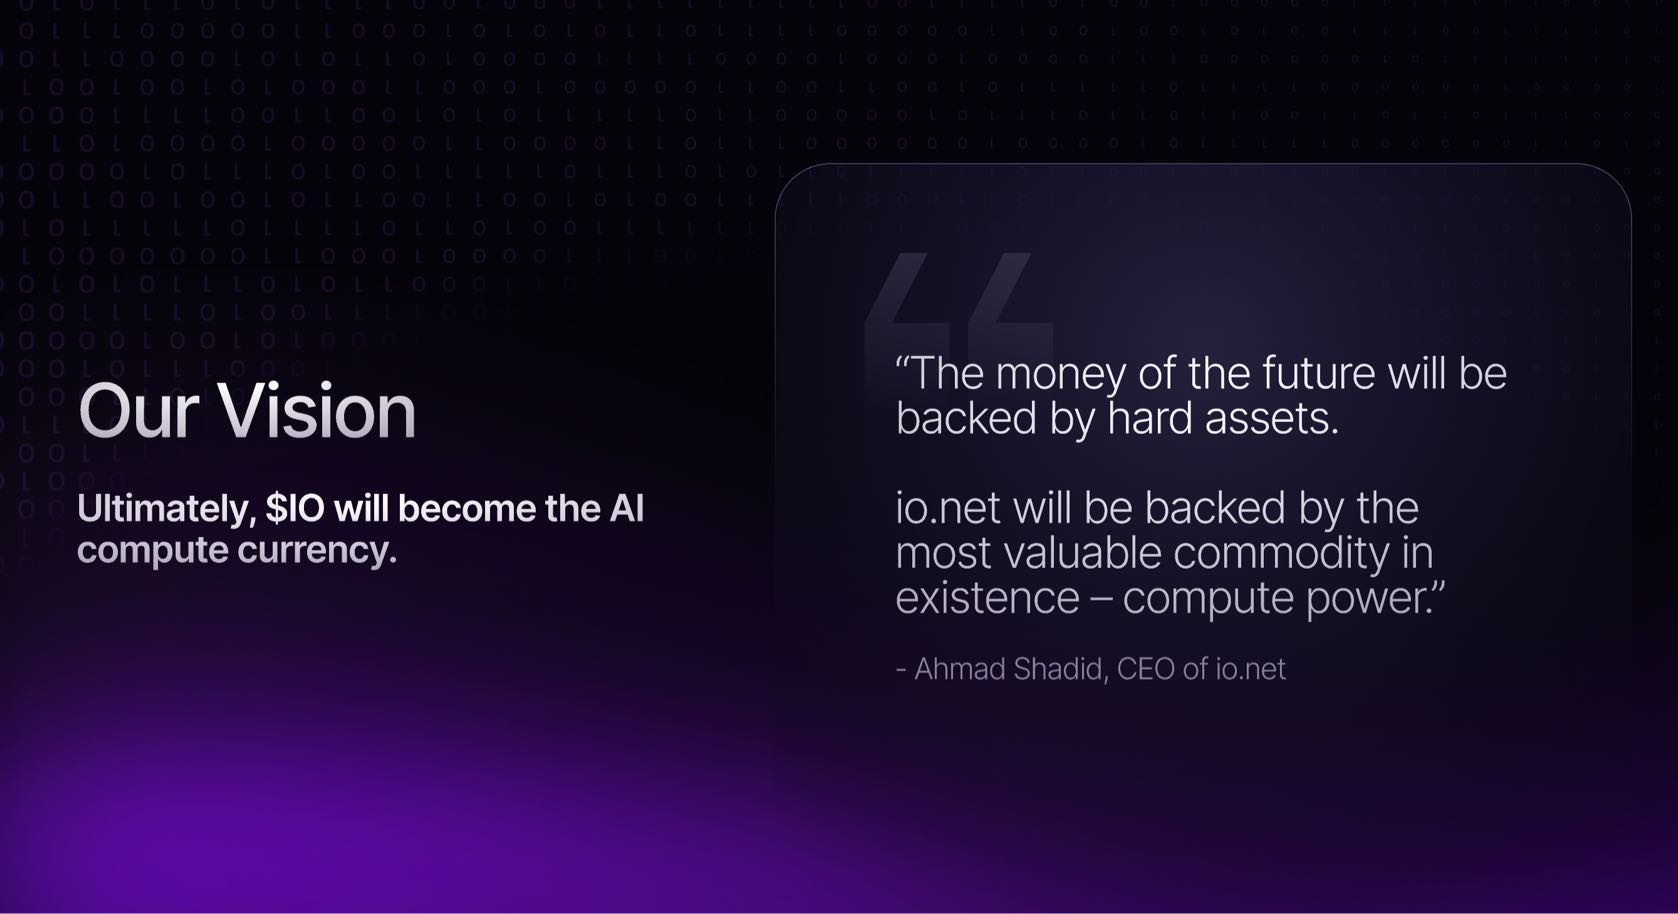 Our Vision
Ultimately, $IO will become the AI
compute currency.
“The money of the future will be
backed by hard assets.
io.net will be backed by the
most valuable commodity in
existence – compute power.”
- Ahmad Shadid, CEO of io.net